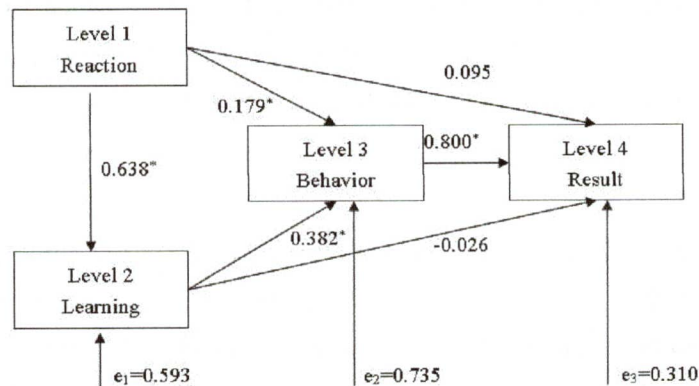 Level 1
Reaction
0.095
0.179*
Level 3
Behavior
0.800*
Level 4
Result
0.638*
0.382*
-0.026
Level 2
Learning
e₁=0.593
e₂=0.735
e₃=0.310